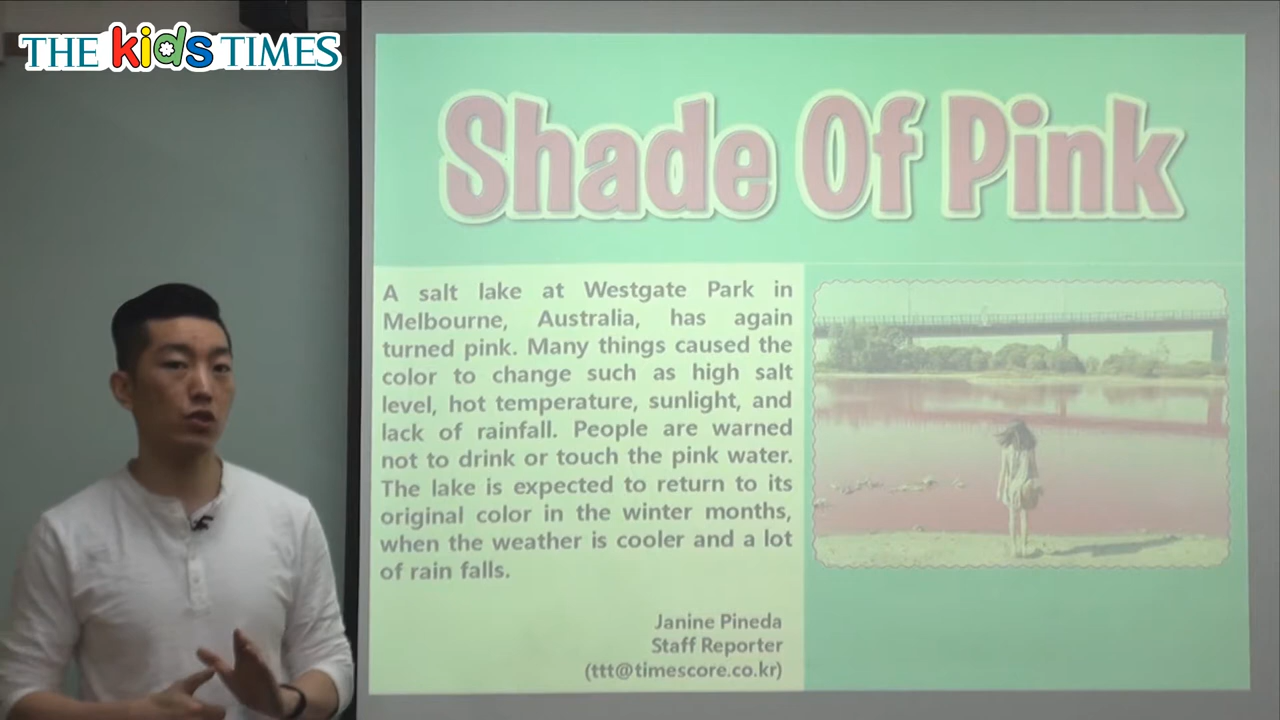 THE kids TIMES
Shade Of Pink
A salt lake at Westgate Park in
Melbourne, Australia, has again
turned pink. Many things caused the
color to change such as high salt
level, hot temperature, sunlight, and
lack of rainfall. People are warned
not to drink or touch the pink water.
The lake is expected to return to its
original color in the winter months,
when the weather is cooler and a lot
of rain falls.
Janine Pineda
Staff Reporter
(ttt@timescore.co.kr)